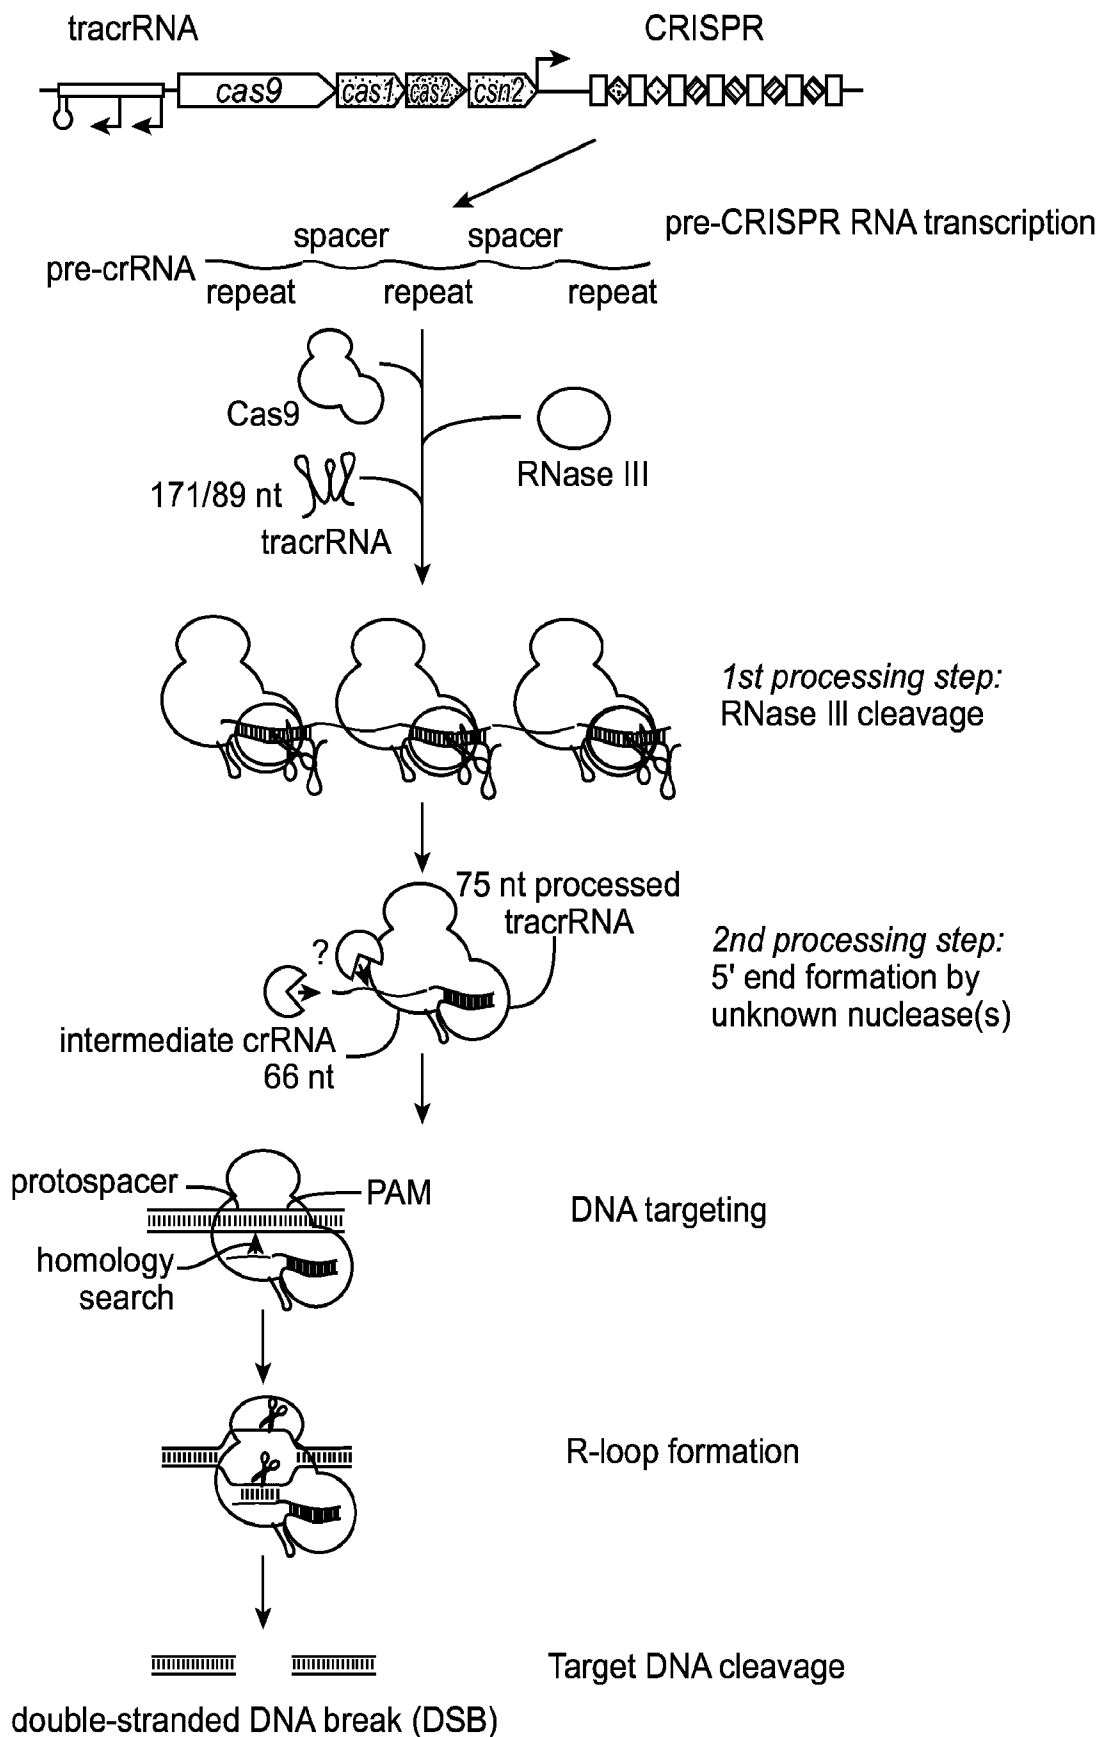 tracrRNA
CRISPR
cas9
cas1
cas2
csn2
pre-CRISPR RNA transcription
spacer
spacer
pre-crRNA
repeat
repeat
repeat
Cas9
RNase III
171/89 nt
tracrRNA
1st processing step:
RNase III cleavage
75 nt processed
tracrRNA
?
2nd processing step:
5' end formation by
unknown nuclease(s)
intermediate crRNA
66 nt
protospacer
PAM
DNA targeting
homology
search
R-loop formation
Target DNA cleavage
double-stranded DNA break (DSB)